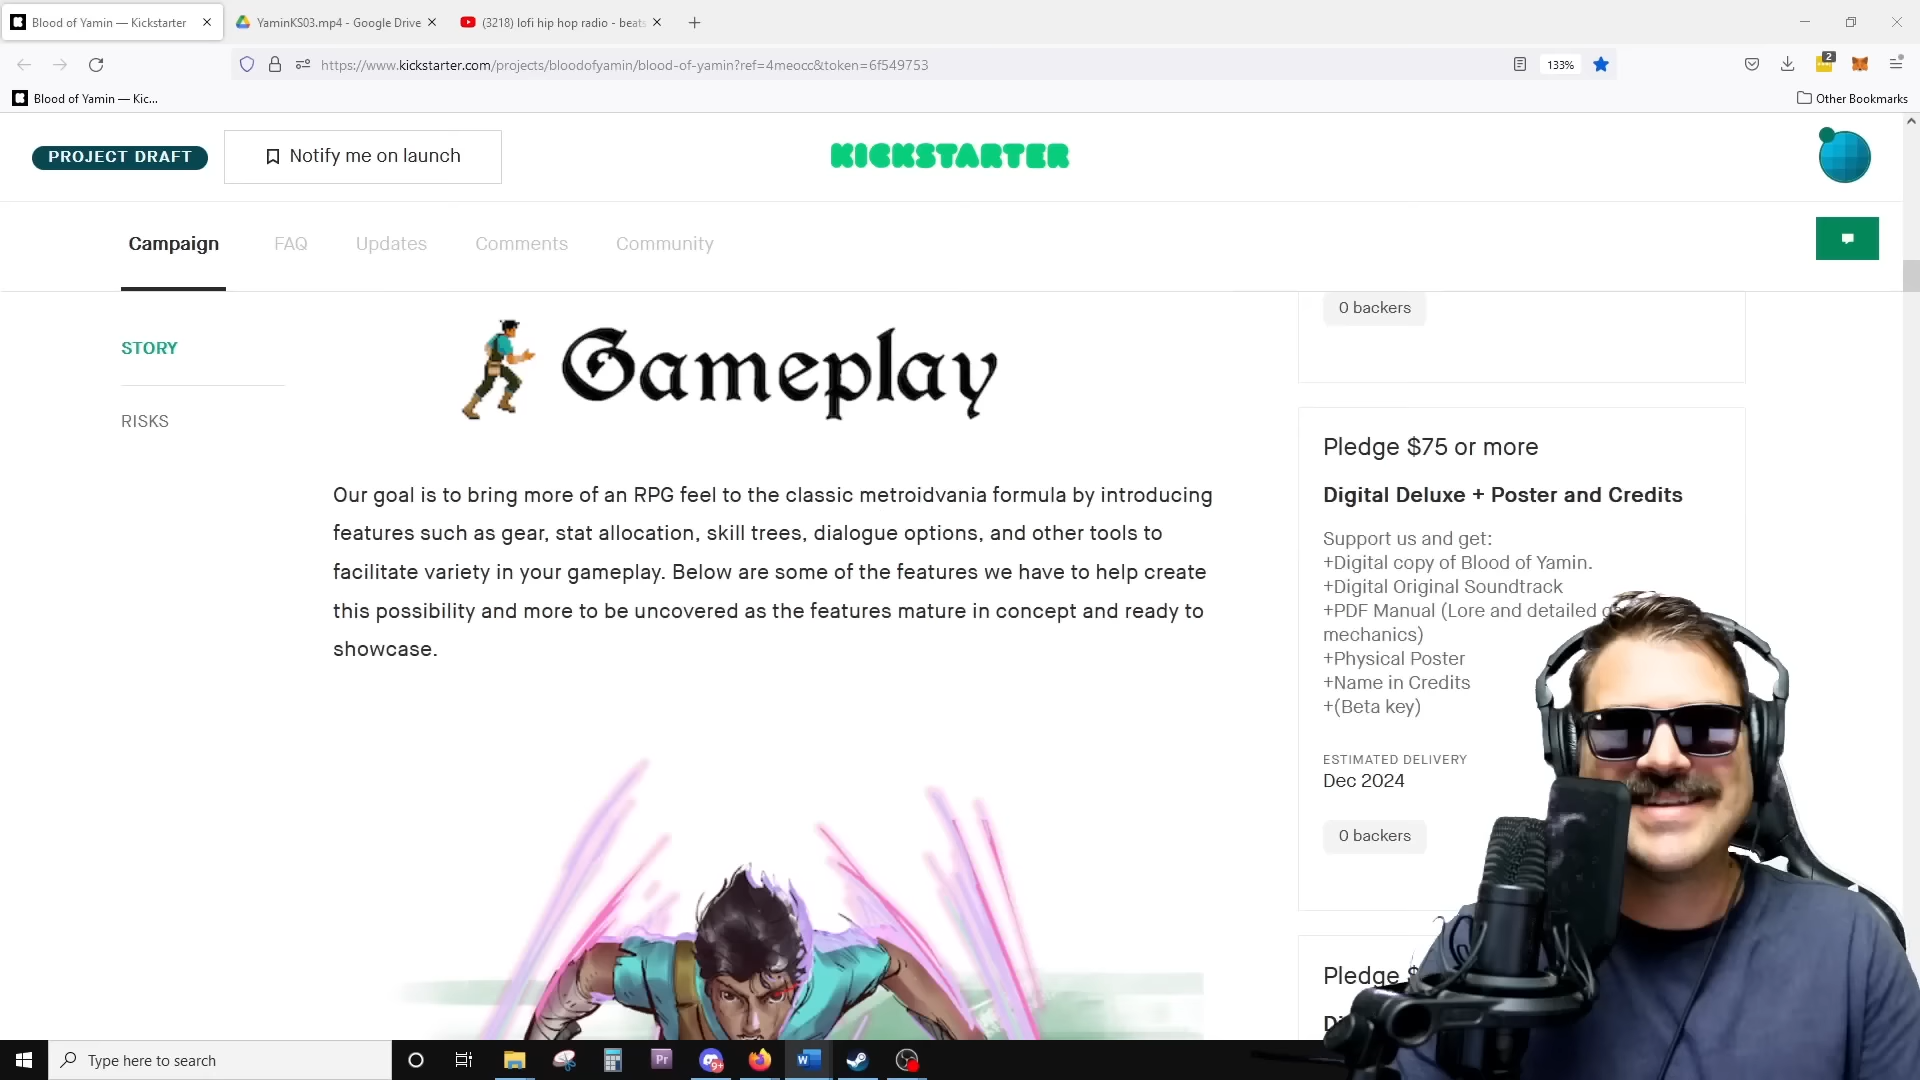 Blood of Yamin — Kickstarter
YaminKS03.mp4 - Google Drive
(3218) lofi hip hop radio - beats
https://www.kickstarter.com/projects/bloodofyamin/blood-of-yamin?ref=4meocc&token=6f549753
133%
2
Blood of Yamin — Kic...
Other Bookmarks
PROJECT DRAFT
Notify me on launch
KICKSTARTER
Campaign
FAQ
Updates
Comments
Community
STORY
RISKS
Gameplay
Our goal is to bring more of an RPG feel to the classic metroidvania formula by introducing
features such as gear, stat allocation, skill trees, dialogue options, and other tools to
facilitate variety in your gameplay. Below are some of the features we have to help create
this possibility and more to be uncovered as the features mature in concept and ready to
showcase.
0 backers
Pledge $75 or more
Digital Deluxe + Poster and Credits
Support us and get:
+Digital copy of Blood of Yamin.
+Digital Original Soundtrack
+PDF Manual (Lore and detailed
mechanics)
+Physical Poster
+Name in Credits
+(Beta key)
ESTIMATED DELIVERY
Dec 2024
0 backers
Pledge $
Type here to search
Pr
9+
W